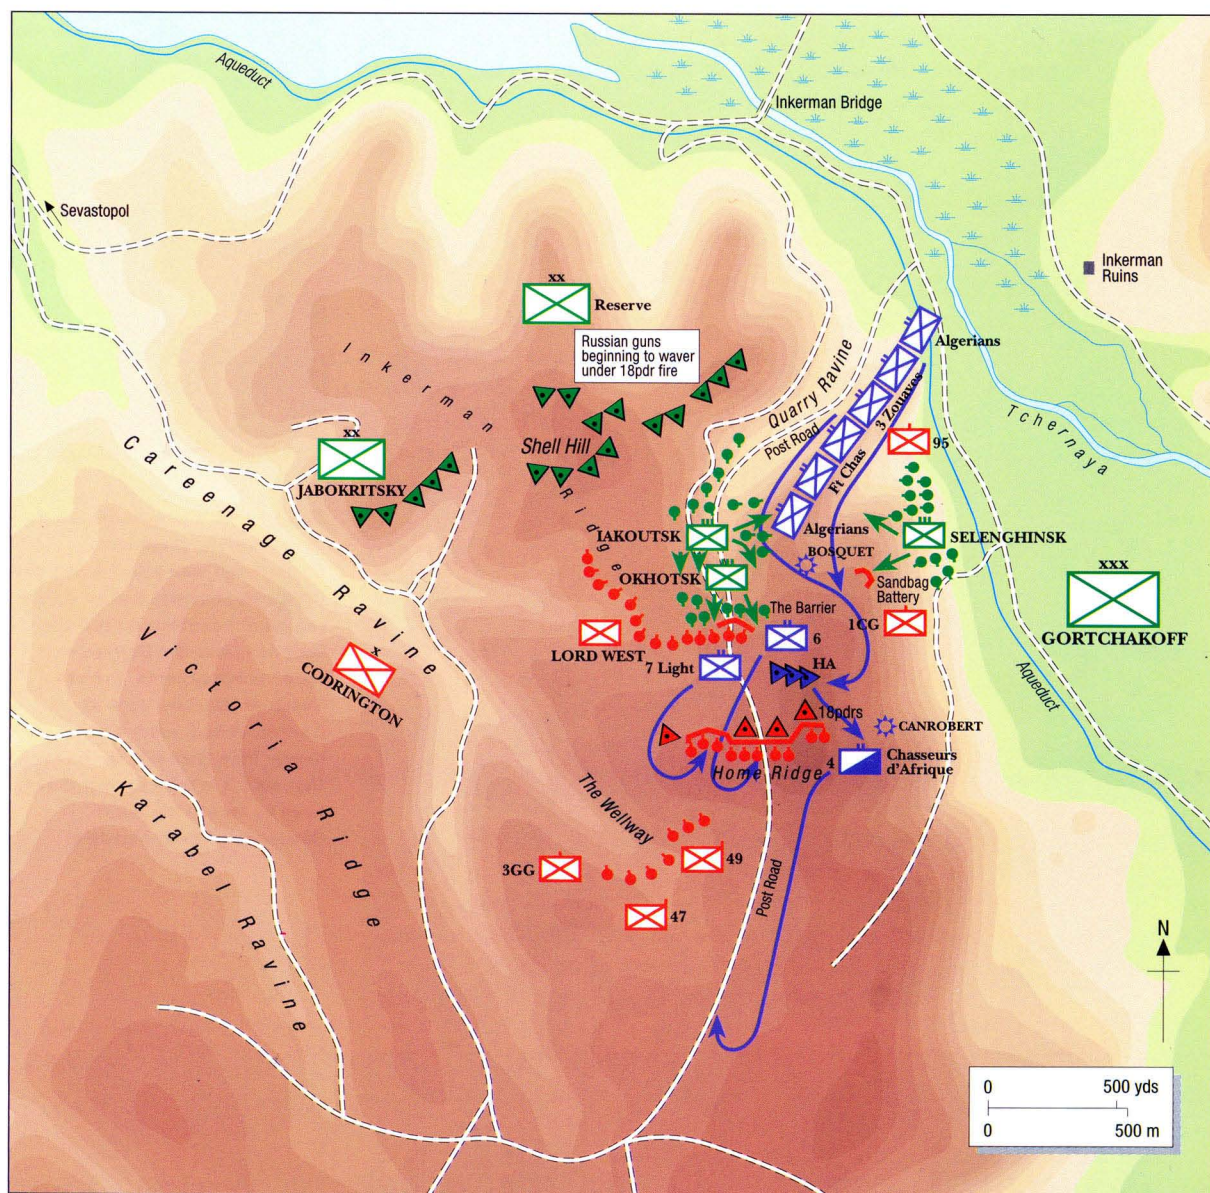 Aqueduct
Inkerman Bridge
Sevastopol
Inkerman
Ruins
xx
Reserve
Russian guns
beginning to waver
under 18pdr fire
Algerians
Quarry Ravine
3 Zouaves
Post Road
Ft Chas
95
Tchernaya
Inkerman Ridge
Shell Hill
xx
JABOKRITSKY
Careenage Ravine
IAKOUTSK
Algerians
BOSQUET
SELENGHINSK
OKHOTSK
Sandbag
Battery
xxx
GORTCHAKOFF
The Barrier
1CG
6
LORD WEST
7 Light
HA
x
CODRINGTON
Victoria Ridge
Aqueduct
18pdrs
CANROBERT
4
Chasseurs
d'Afrique
Home Ridge
Karabel Ravine
The Wellway
3GG
49
47
Post Road
N
0 500 yds
0 500 m